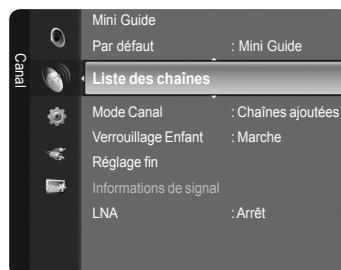 Canal
Mini Guide
Par défaut : Mini Guide
Liste des chaînes
Mode Canal : Chaînes ajoutées
Verrouillage Enfant : Marche
Réglage fin
Informations de signal
LNA : Arrêt